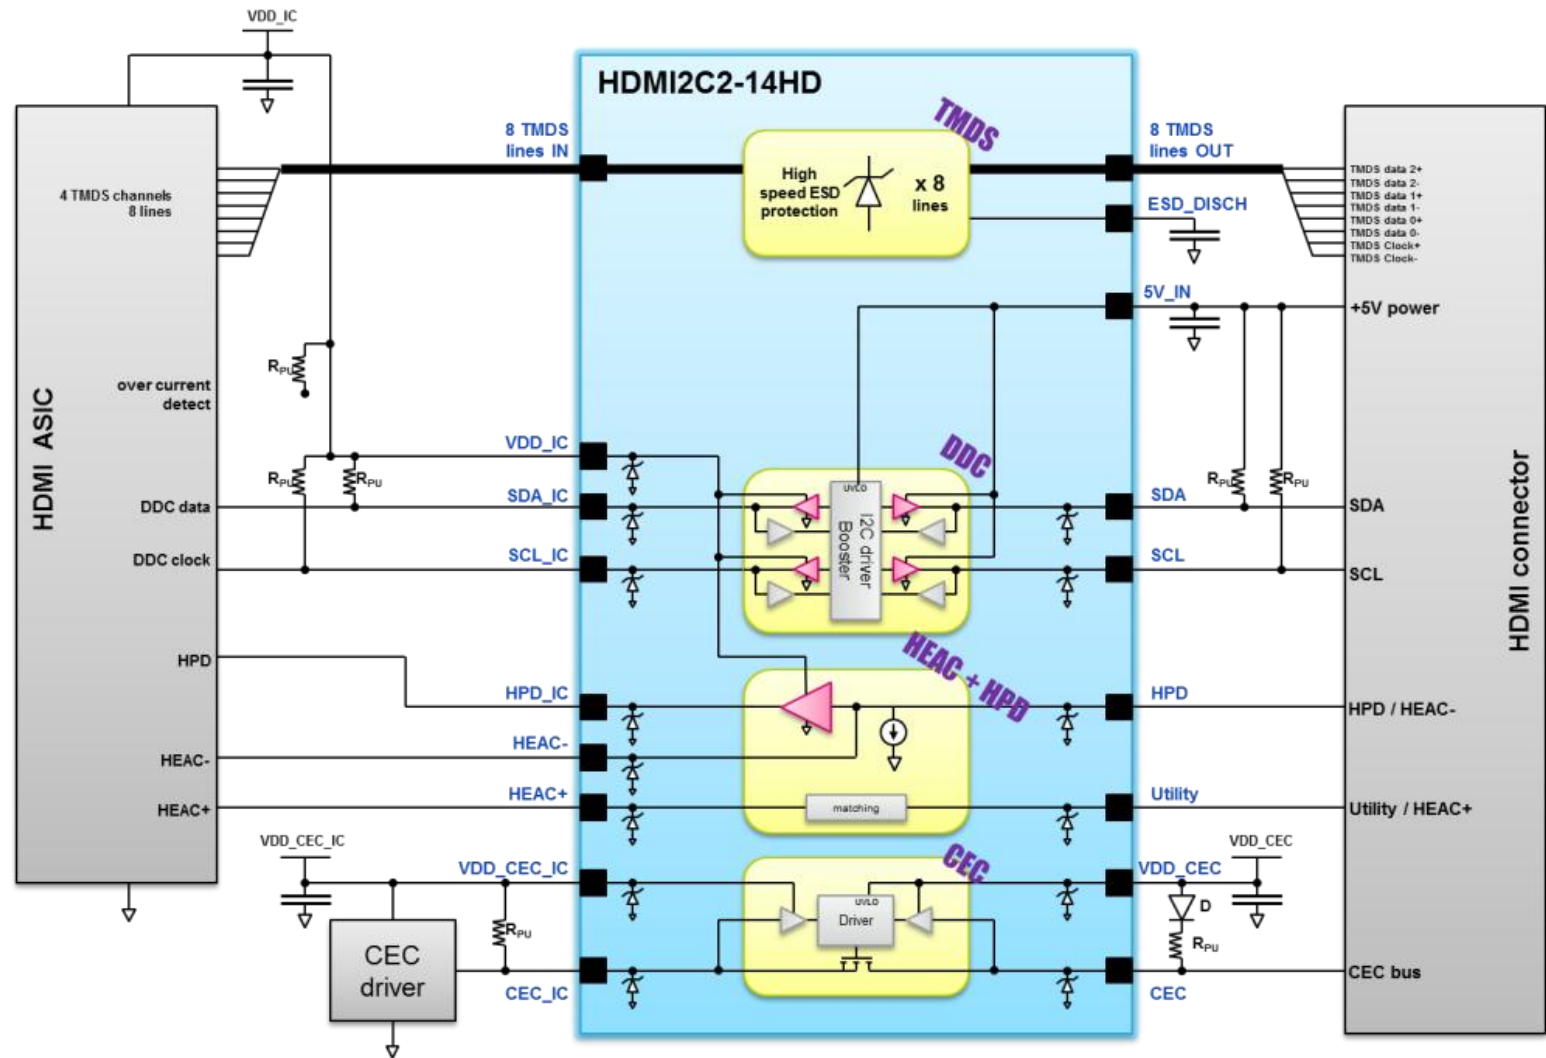 VDD_IC
HDMI2C2-14HD
TMDS
8 TMDS
lines IN
8 TMDS
lines OUT
4 TMDS channels
8 lines
High
speed ESD
protection
x 8
lines
TMDS data 2+
TMDS data 2-
TMDS data 1+
TMDS data 1-
TMDS data 0+
TMDS data 0-
TMDS Clock+
TMDS Clock-
ESD_DISCH
5V_IN
+5V power
RPU
over current
detect
HDMI ASIC
VDD_IC
DDC
RPU
RPU
RPU
RPU
UVLO
I2C driver
Booster
DDC data
SDA_IC
SDA
SDA
DDC clock
SCL_IC
SCL
SCL
HDMI connector
HEAC + HPD
HPD
HPD_IC
HPD
HPD / HEAC-
HEAC-
HEAC-
HEAC+
HEAC+
matching
Utility
Utility / HEAC+
VDD_CEC_IC
VDD_CEC_IC
CEC
VDD_CEC
VDD_CEC
UVLO
Driver
D
RPU
RPU
CEC
driver
CEC_IC
CEC
CEC bus